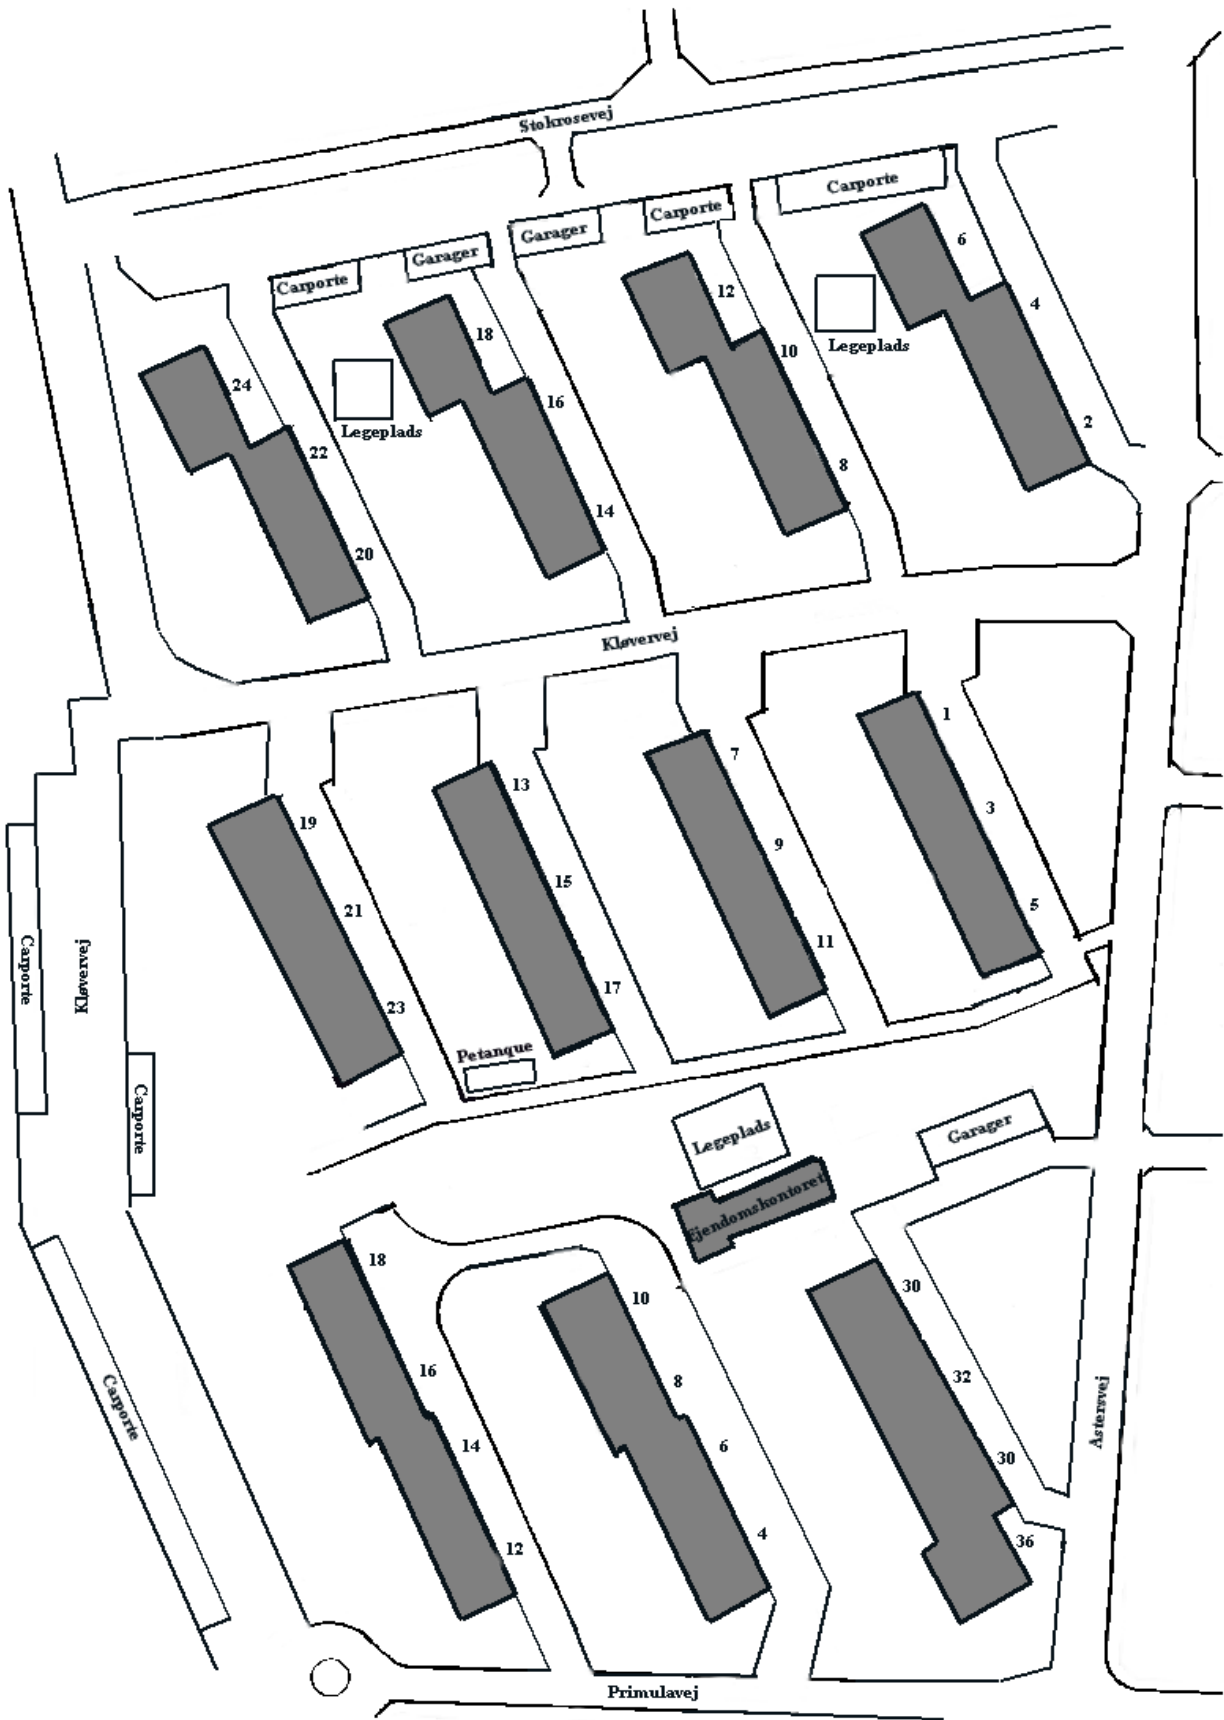 Stokrosevej
Carporte
Carporte
Garager
Garager
Carporte
6
4
2
12
10
8
Legeplads
18
16
14
Legeplads
24
22
20
Kløvervej
1
3
5
7
9
11
13
15
17
19
21
23
Carporte
Kløvervej
Carporte
Petanque
Legeplads
Ejendomskontoret
Garager
18
16
14
12
10
8
6
4
30
32
30
36
Carporte
Astersvej
Primulavej